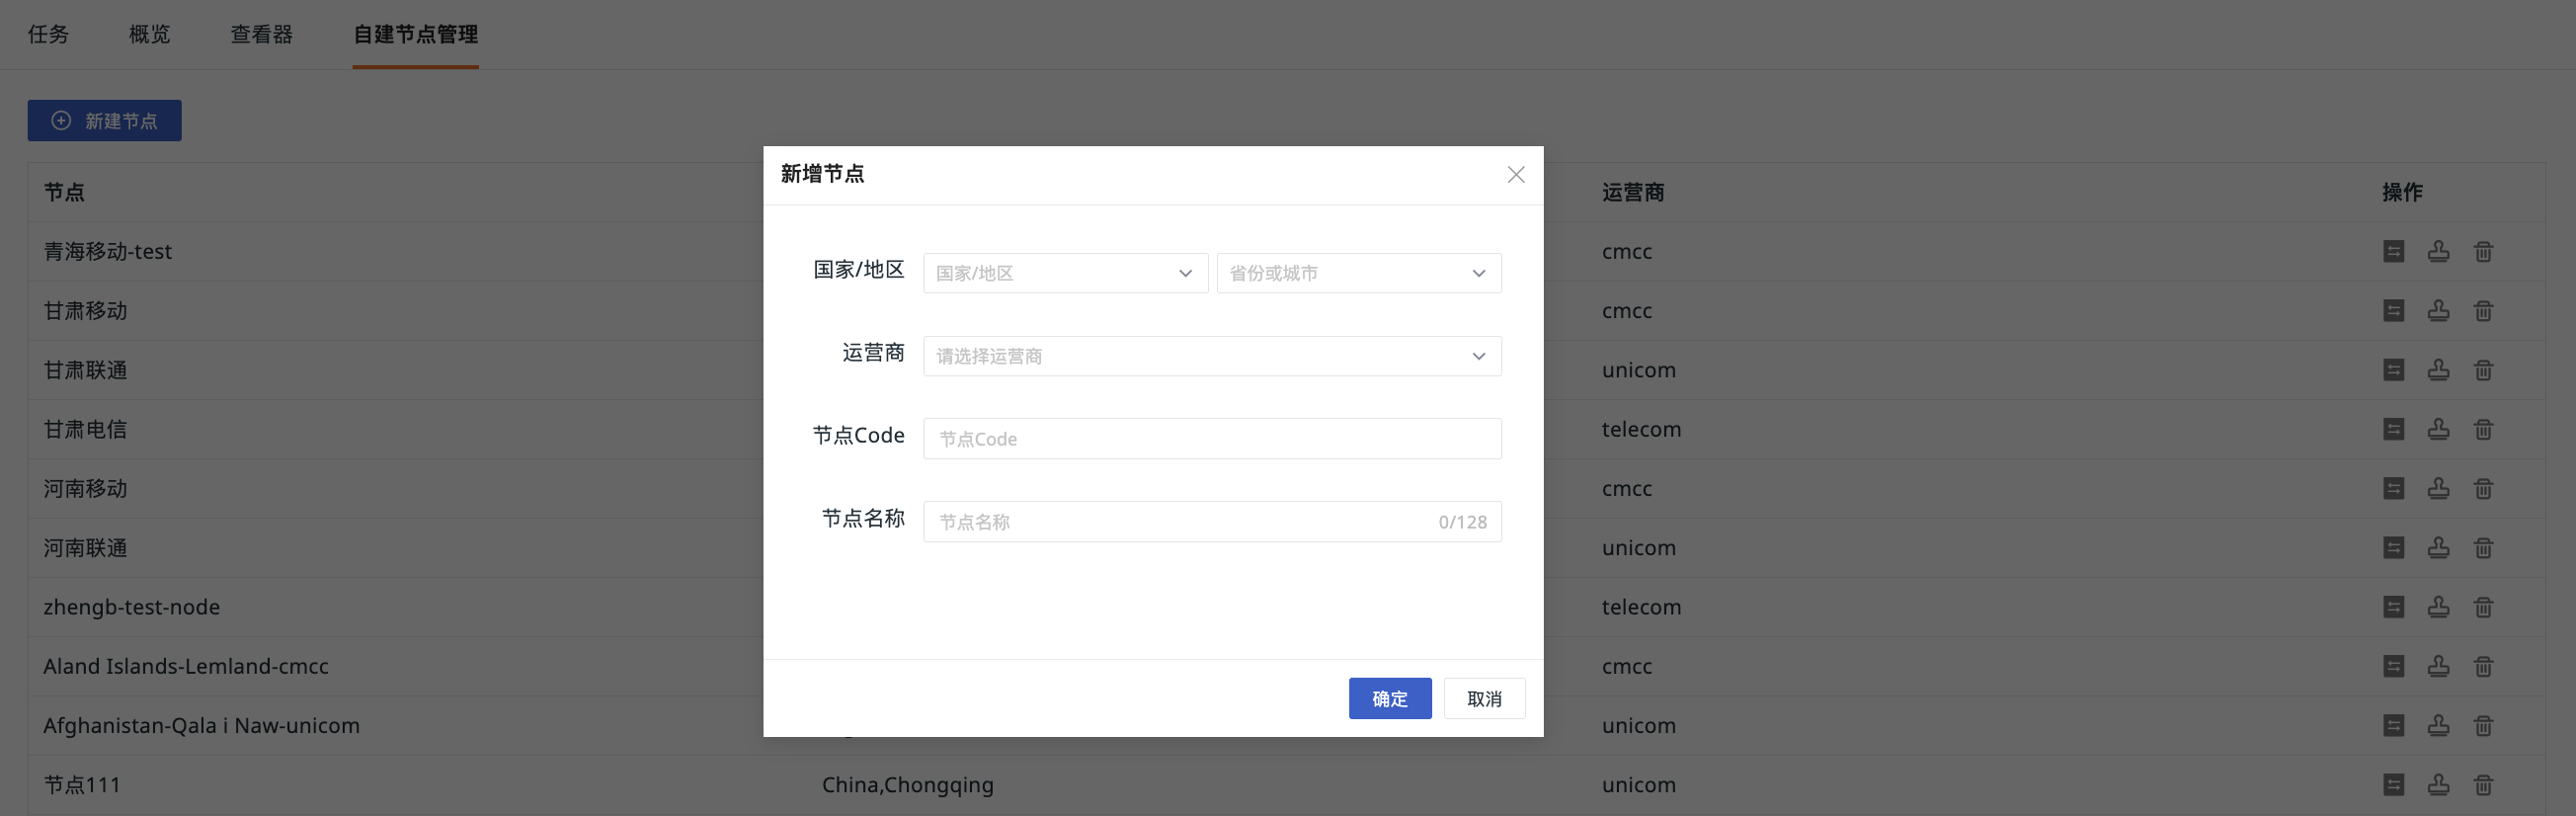 任务 概览 查看器 自建节点管理
新建节点
节点 运营商 操作
青海移动-test cmcc
甘肃移动 cmcc
甘肃联通 unicom
甘肃电信 telecom
河南移动 cmcc
河南联通 unicom
zhengb-test-node telecom
Aland Islands-Lemland-cmcc cmcc
Afghanistan-Qala i Naw-unicom unicom
节点111 China,Chongqing unicom
新增节点
国家/地区 国家/地区 省份或城市
运营商 请选择运营商
节点Code 节点Code
节点名称 节点名称 0/128
确定 取消